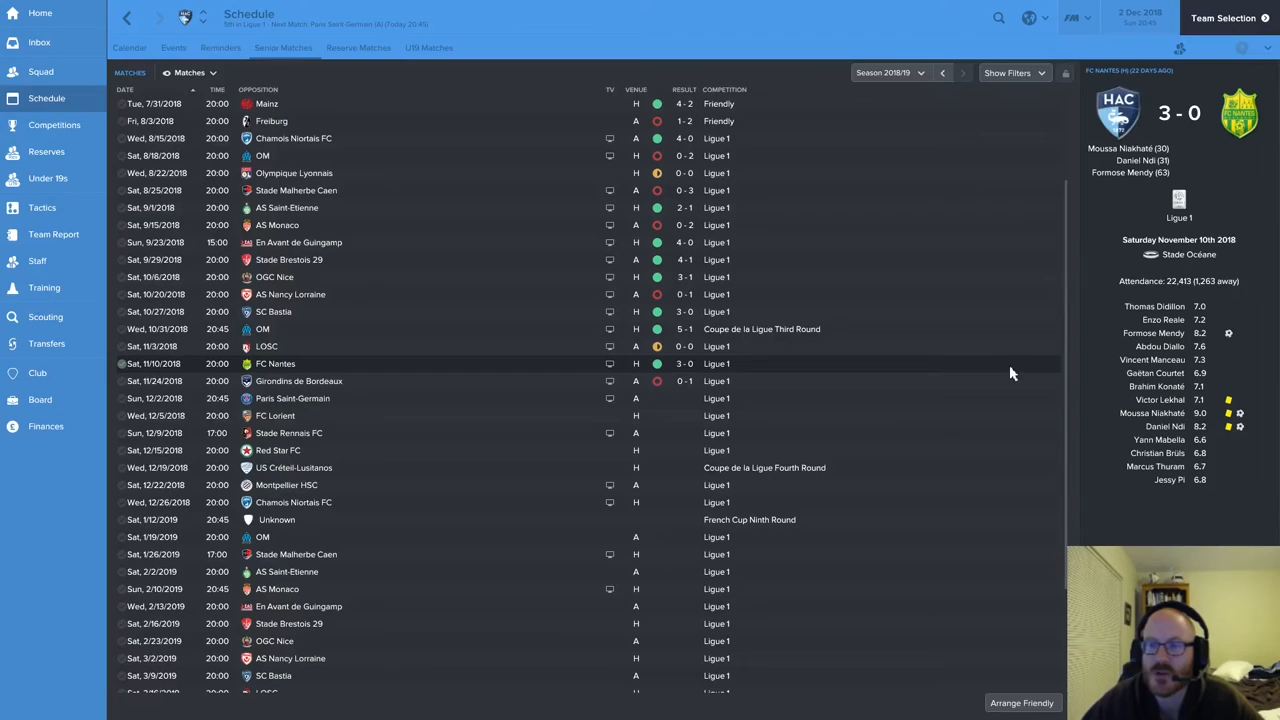 Home
Inbox
Squad
Schedule
Competitions
Reserves
Under 19s
Tactics
Team Report
Staff
Training
Scouting
Transfers
Club
Board
Finances
HAC
Schedule
5th in Ligue 1 - Next Match: Paris Saint-Germain (A) (Today 20:45)
FM
2 Dec 2018
Sun 20:45
Team Selection
Calendar Events Reminders Senior Matches Reserve Matches U19 Matches
MATCHES Matches Season 2018/19 Show Filters
DATE TIME OPPOSITION TV VENUE RESULT COMPETITION
Tue, 7/31/2018 20:00 Mainz H 4 - 2 Friendly
Fri, 8/3/2018 20:00 Freiburg A 1 - 2 Friendly
Wed, 8/15/2018 20:00 Chamois Niortais FC A 4 - 0 Ligue 1
Sat, 8/18/2018 20:00 OM H 0 - 2 Ligue 1
Wed, 8/22/2018 20:00 Olympique Lyonnais H 0 - 0 Ligue 1
Sat, 8/25/2018 20:00 Stade Malherbe Caen A 0 - 3 Ligue 1
Sat, 9/1/2018 20:00 AS Saint-Etienne H 2 - 1 Ligue 1
Sat, 9/15/2018 20:00 AS Monaco A 0 - 2 Ligue 1
Sun, 9/23/2018 15:00 En Avant de Guingamp H 4 - 0 Ligue 1
Sat, 9/29/2018 20:00 Stade Brestois 29 A 4 - 1 Ligue 1
Sat, 10/6/2018 20:00 OGC Nice H 3 - 1 Ligue 1
Sat, 10/20/2018 20:00 AS Nancy Lorraine A 0 - 1 Ligue 1
Sat, 10/27/2018 20:00 SC Bastia H 3 - 0 Ligue 1
Wed, 10/31/2018 20:45 OM H 5 - 1 Coupe de la Ligue Third Round
Sat, 11/3/2018 20:00 LOSC A 0 - 0 Ligue 1
Sat, 11/10/2018 20:00 FC Nantes H 3 - 0 Ligue 1
Sat, 11/24/2018 20:00 Girondins de Bordeaux A 0 - 1 Ligue 1
Sun, 12/2/2018 20:45 Paris Saint-Germain A Ligue 1
Wed, 12/5/2018 20:00 FC Lorient H Ligue 1
Sun, 12/9/2018 17:00 Stade Rennais FC A Ligue 1
Sat, 12/15/2018 20:00 Red Star FC H Ligue 1
Wed, 12/19/2018 20:00 US Créteil-Lusitanos H Coupe de la Ligue Fourth Round
Sat, 12/22/2018 20:00 Montpellier HSC A Ligue 1
Wed, 12/26/2018 20:00 Chamois Niortais FC H Ligue 1
Sat, 1/12/2019 20:45 Unknown French Cup Ninth Round
Sat, 1/19/2019 20:00 OM A Ligue 1
Sat, 1/26/2019 17:00 Stade Malherbe Caen H Ligue 1
Sat, 2/2/2019 20:00 AS Saint-Etienne A Ligue 1
Sun, 2/10/2019 20:45 AS Monaco H Ligue 1
Wed, 2/13/2019 20:00 En Avant de Guingamp A Ligue 1
Sat, 2/16/2019 20:00 Stade Brestois 29 H Ligue 1
Sat, 2/23/2019 20:00 OGC Nice A Ligue 1
Sat, 3/2/2019 20:00 AS Nancy Lorraine H Ligue 1
Sat, 3/9/2019 20:00 SC Bastia A Ligue 1
Sat, 3/16/2019 20:00 LOSC H Ligue 1
Arrange Friendly
FC NANTES (H) (22 DAYS AGO)
HAC
1872
3 - 0
Moussa Niakhaté (30)
Daniel Ndi (31)
Formose Mendy (63)
Ligue 1
Saturday November 10th 2018
Stade Océane
Attendance: 22,413 (1,263 away)
Thomas Didillon 7.0
Enzo Reale 7.2
Formose Mendy 8.2
Abdou Diallo 7.6
Vincent Manceau 7.3
Gaëtan Courtet 6.9
Brahim Konaté 7.1
Victor Lekhal 7.1
Moussa Niakhaté 9.0
Daniel Ndi 8.2
Yann Mabella 6.6
Christian Brüls 6.8
Marcus Thuram 6.7
Jessy Pi 6.8